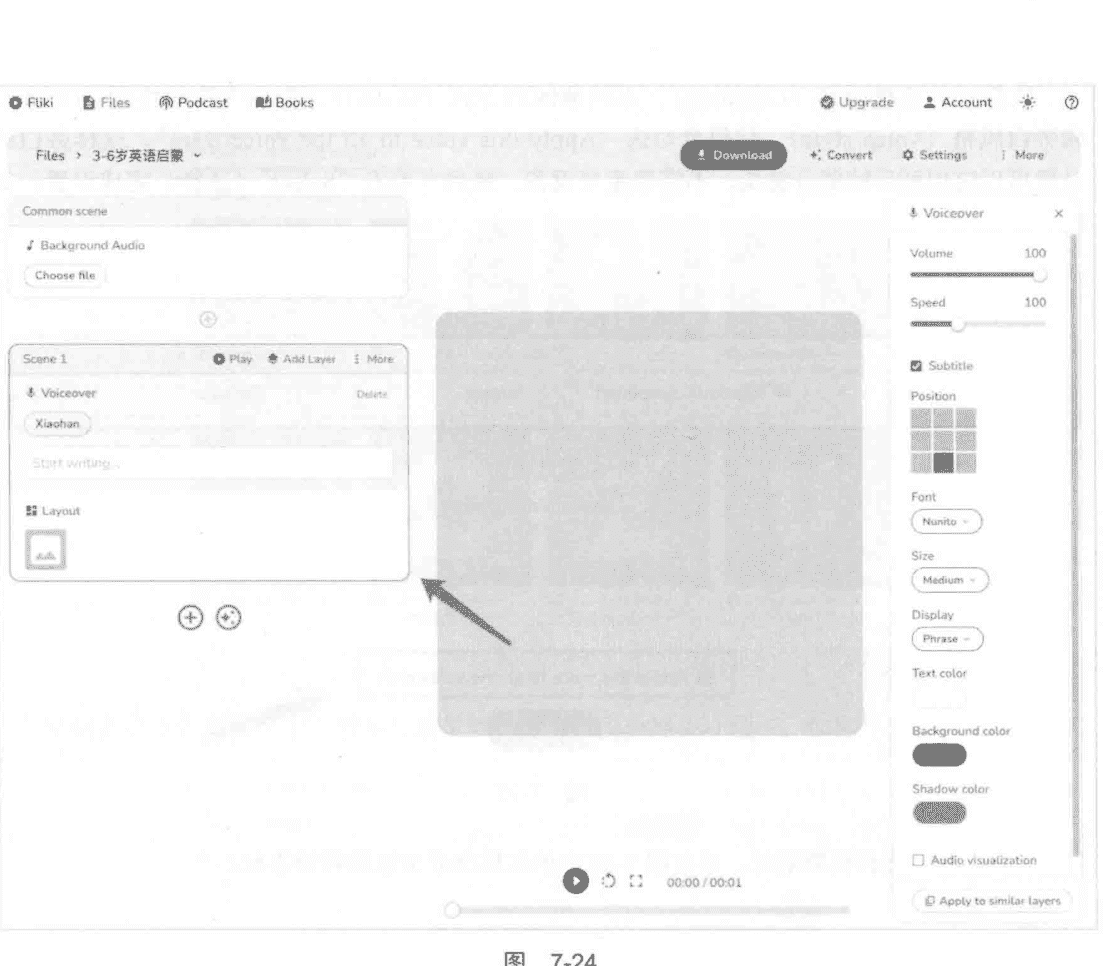 Fliki Files Podcast Books Upgrade Account
Files > 3-6岁英语启蒙 Download Convert Settings More
Common scene
Background Audio
Choose file
Scene 1 Play Add Layer More
Voiceover Delete
Xiaohan
Start writing...
Layout
00:00 / 00:01
Voiceover ×
Volume 100
Speed 100
Subtitle
Position
Font
Nunito
Size
Medium
Display
Phrase
Text color
Background color
Shadow color
Audio visualization
Apply to similar layers
图 7-24